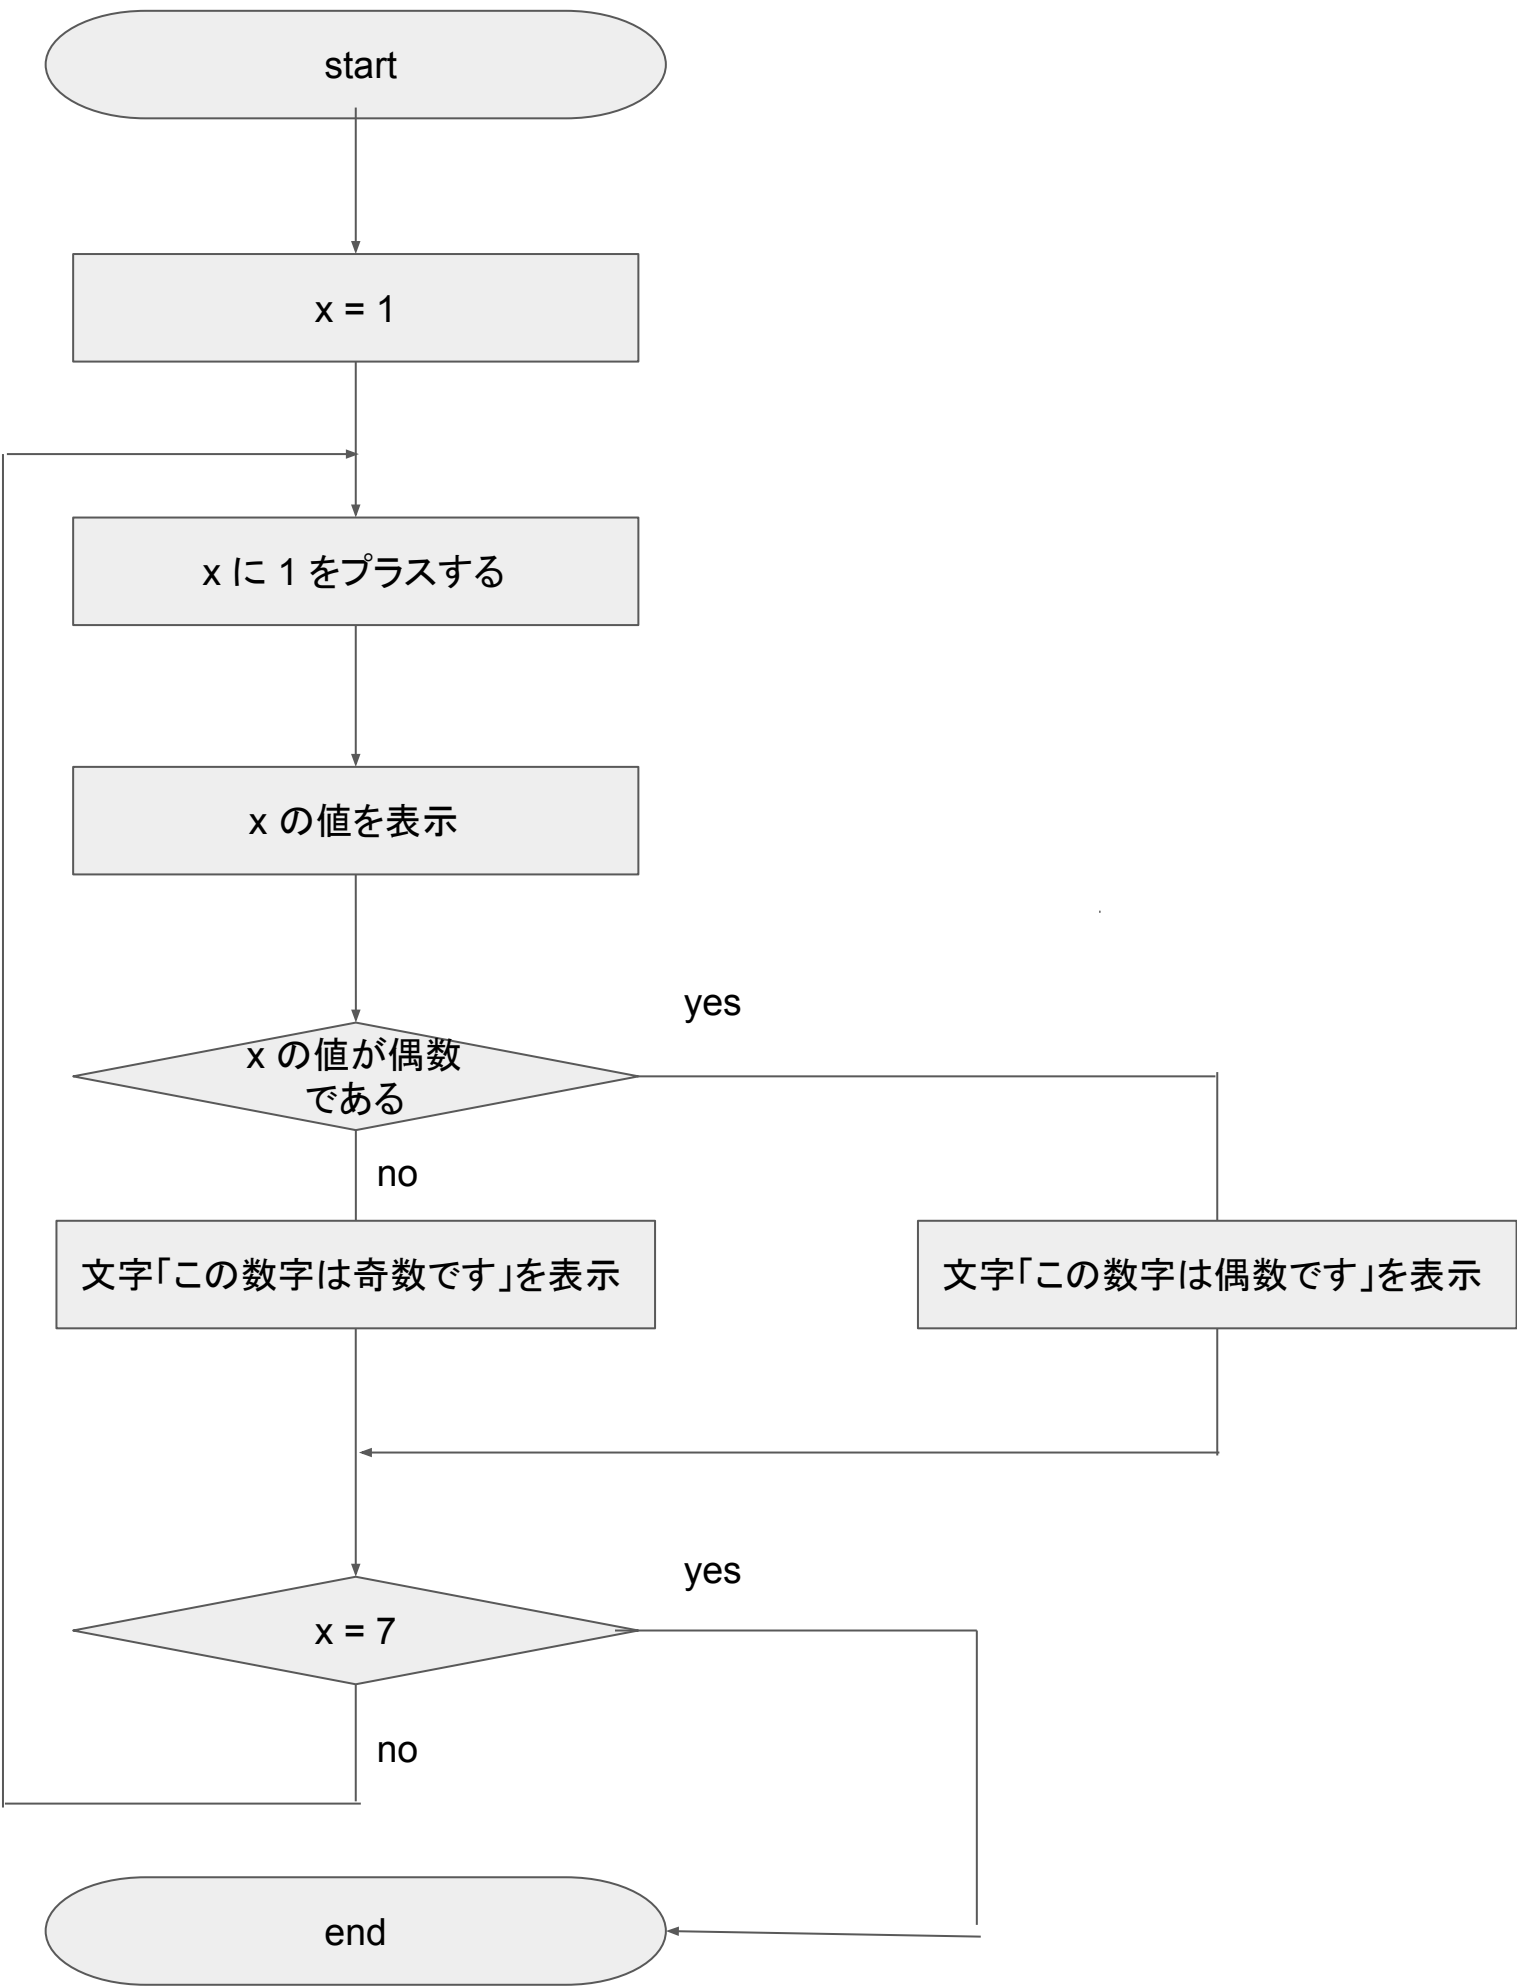 start
x = 1
x に 1 をプラスする
x の値を表示
yes
x の値が偶数
である
no
文字「この数字は奇数です」を表示
文字「この数字は偶数です」を表示
yes
x = 7
no
end